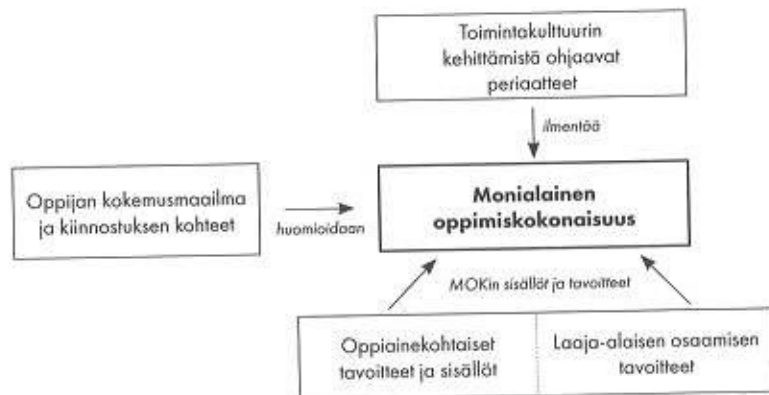 Toimintakulttuurin
kehittämistä ohjaavat
periaatteet
ilmentää
Oppijan kokemusmaailma
ja kiinnostuksen kohteet
huomioidaan
Monialainen
oppimiskokonaisuus
MOKin sisällöt ja tavoitteet
Oppiainekohtaiset
tavoitteet ja sisällöt
Laaja-alaisen osaamisen
tavoitteet